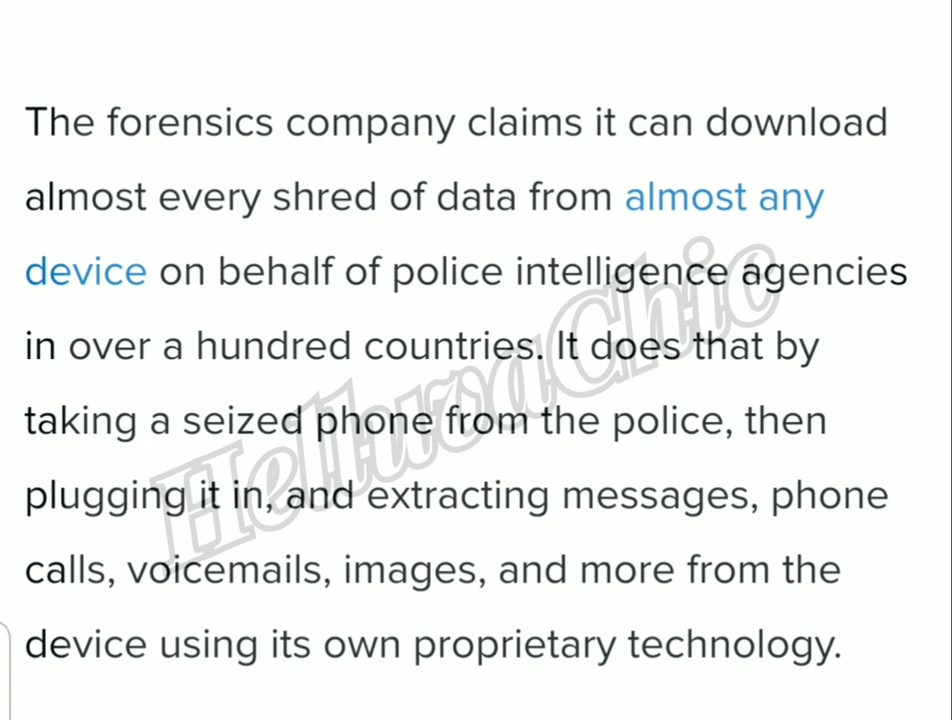 The forensics company claims it can download
almost every shred of data from almost any
device on behalf of police intelligence agencies
in over a hundred countries. It does that by
taking a seized phone from the police, then
plugging it in, and extracting messages, phone
calls, voicemails, images, and more from the
device using its own proprietary technology.
HelluvaChic